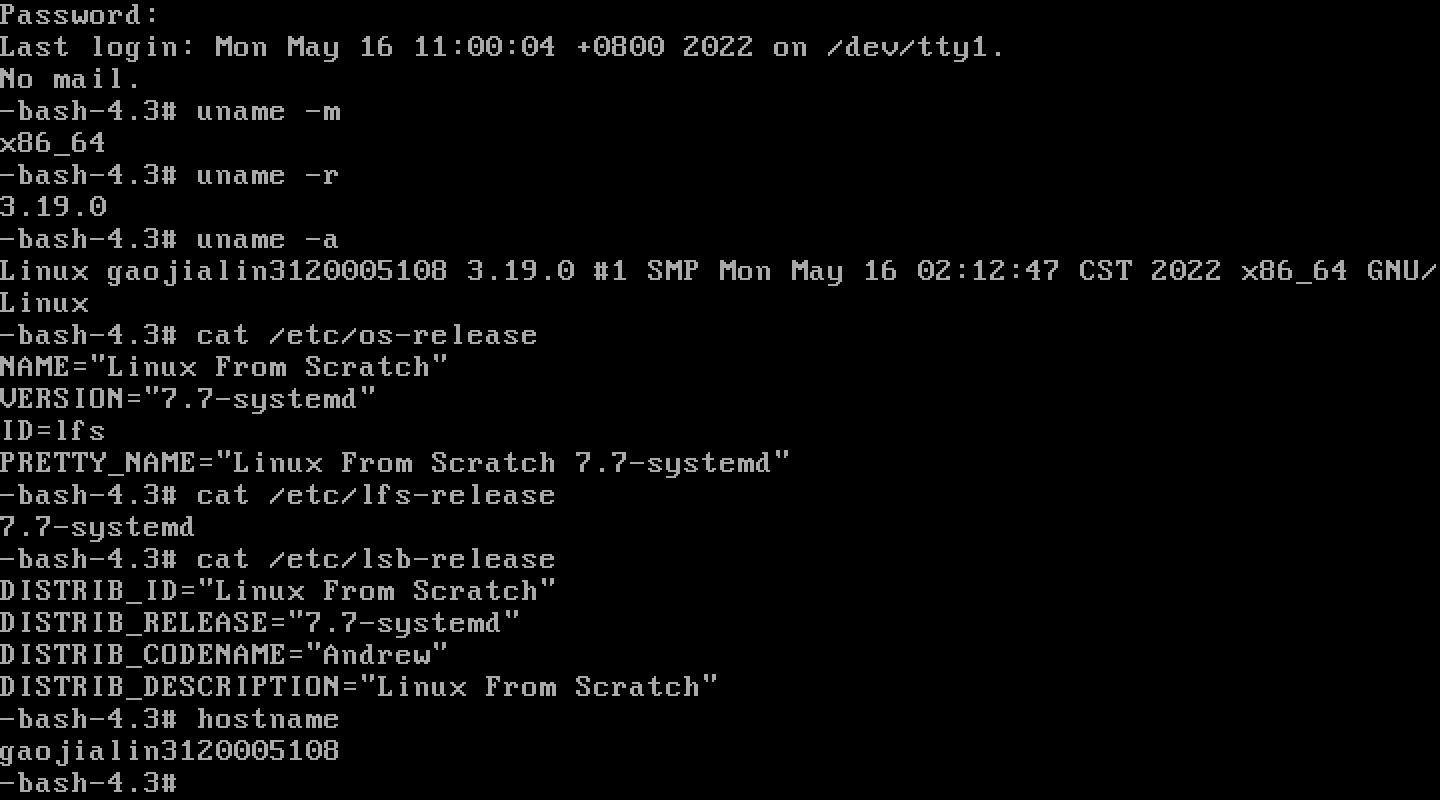 Password:
Last login: Mon May 16 11:00:04 +0800 2022 on /dev/tty1.
No mail.
-bash-4.3# uname -m
x86_64
-bash-4.3# uname -r
3.19.0
-bash-4.3# uname -a
Linux gaojialin3120005108 3.19.0 #1 SMP Mon May 16 02:12:47 CST 2022 x86_64 GNU/
Linux
-bash-4.3# cat /etc/os-release
NAME="Linux From Scratch"
VERSION="7.7-systemd"
ID=lfs
PRETTY_NAME="Linux From Scratch 7.7-systemd"
-bash-4.3# cat /etc/lfs-release
7.7-systemd
-bash-4.3# cat /etc/lsb-release
DISTRIB_ID="Linux From Scratch"
DISTRIB_RELEASE="7.7-systemd"
DISTRIB_CODENAME="Andrew"
DISTRIB_DESCRIPTION="Linux From Scratch"
-bash-4.3# hostname
gaojialin3120005108
-bash-4.3#